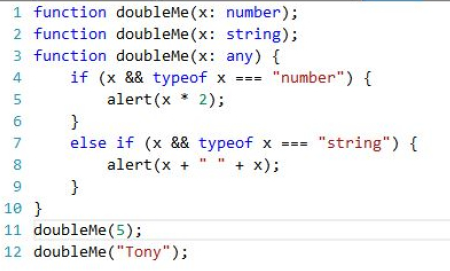 1 function doubleMe(x: number);
2 function doubleMe(x: string);
3 function doubleMe(x: any) {
4     if (x && typeof x === "number") {
5         alert(x * 2);
6     }
7     else if (x && typeof x === "string") {
8         alert(x + " " + x);
9     }
10 }
11 doubleMe(5);
12 doubleMe("Tony");